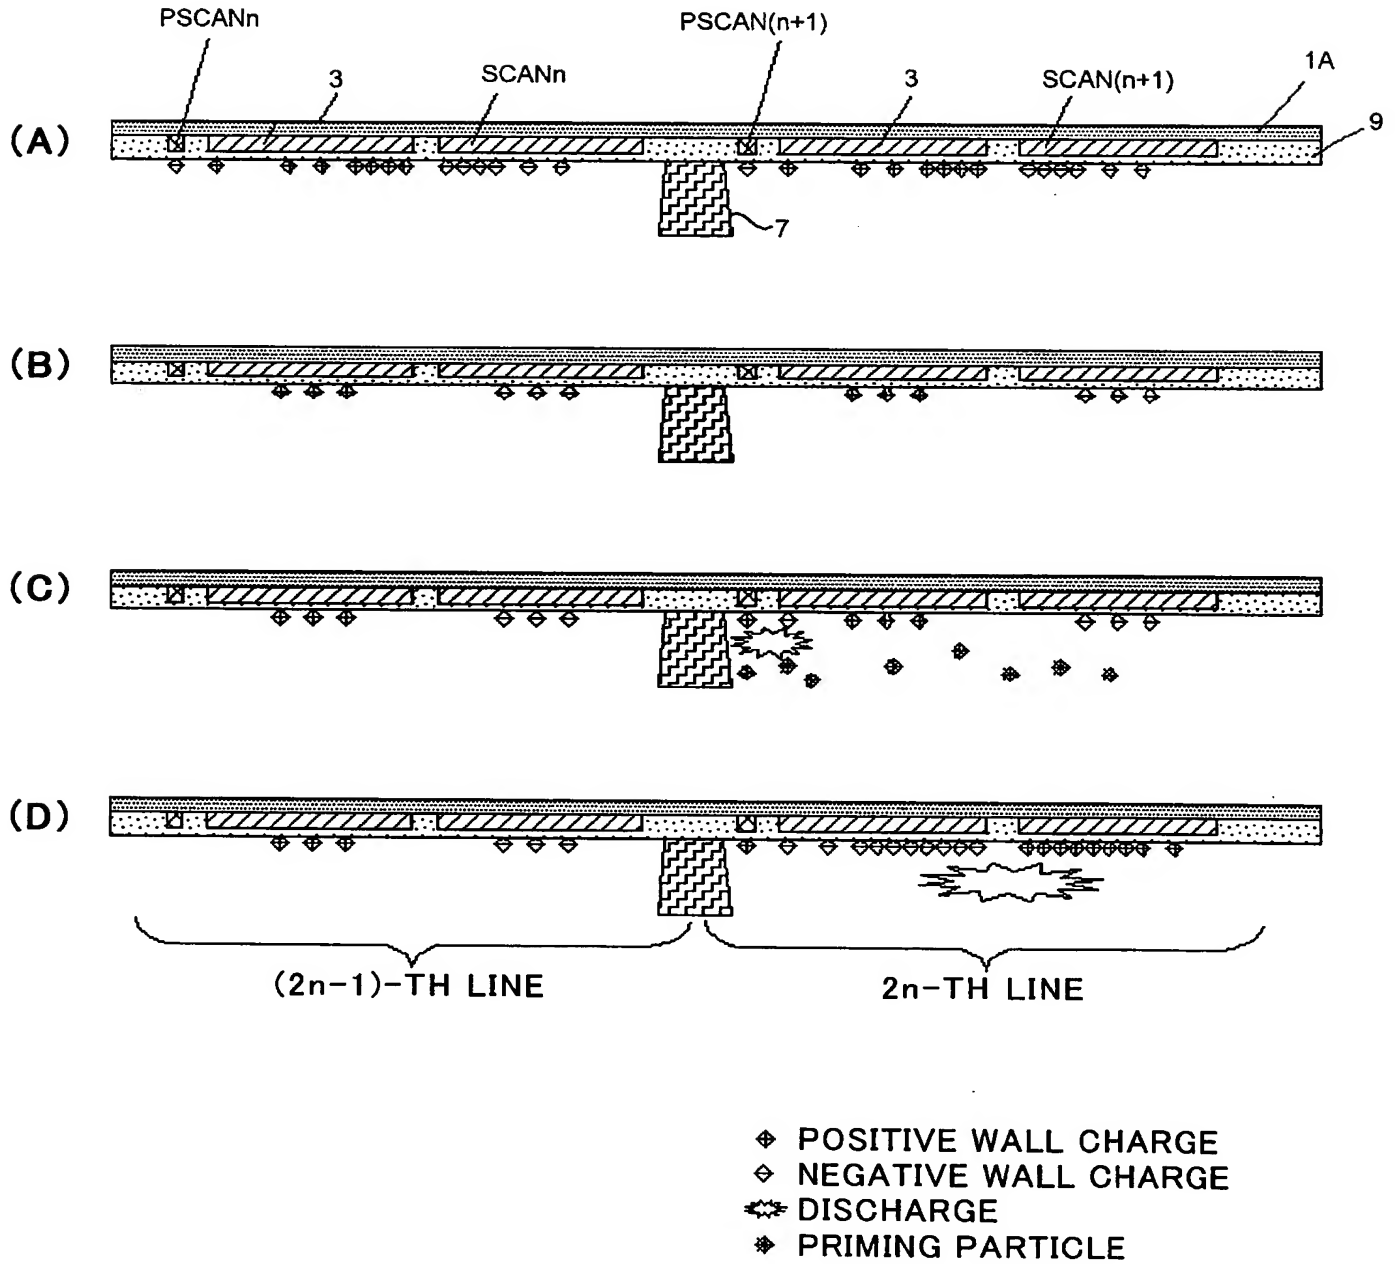 PSCANn
PSCAN(n+1)
3
SCANn
3
SCAN(n+1)
1A
9
(A)
7
(B)
(C)
(D)
(2n-1)-TH LINE
2n-TH LINE
POSITIVE WALL CHARGE
NEGATIVE WALL CHARGE
DISCHARGE
PRIMING PARTICLE